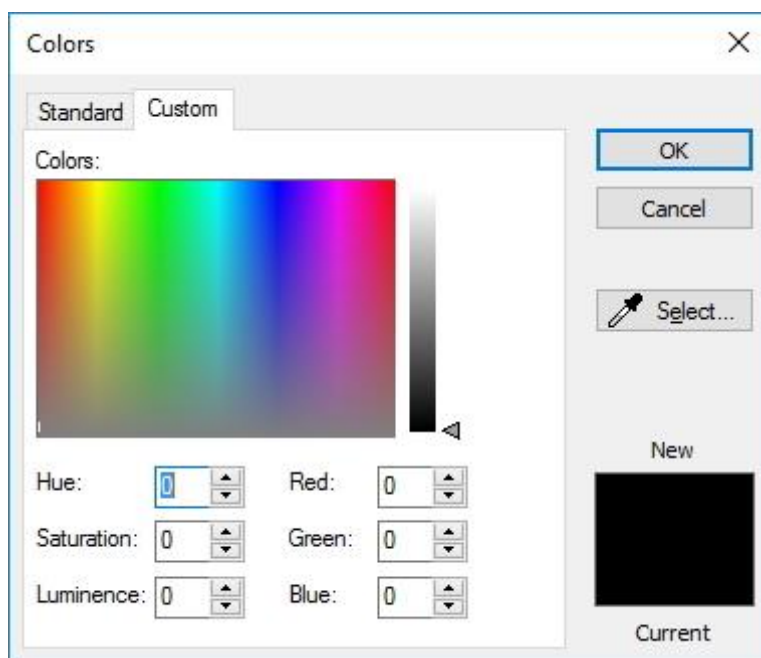 Colors
Standard
Custom
Colors:
OK
Cancel
Select...
Hue: 0
Red: 0
Saturation: 0
Green: 0
Luminence: 0
Blue: 0
New
Current